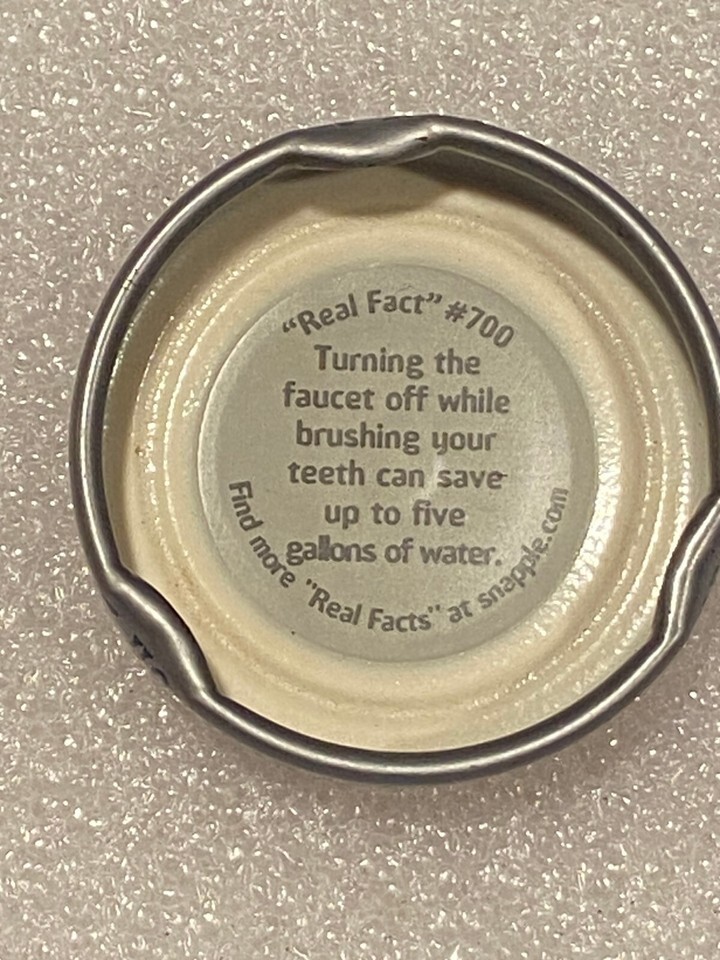 “Real Fact” #700
Turning the
faucet off while
brushing your
teeth can save
up to five
gallons of water.
Find more "Real Facts" at snapple.com